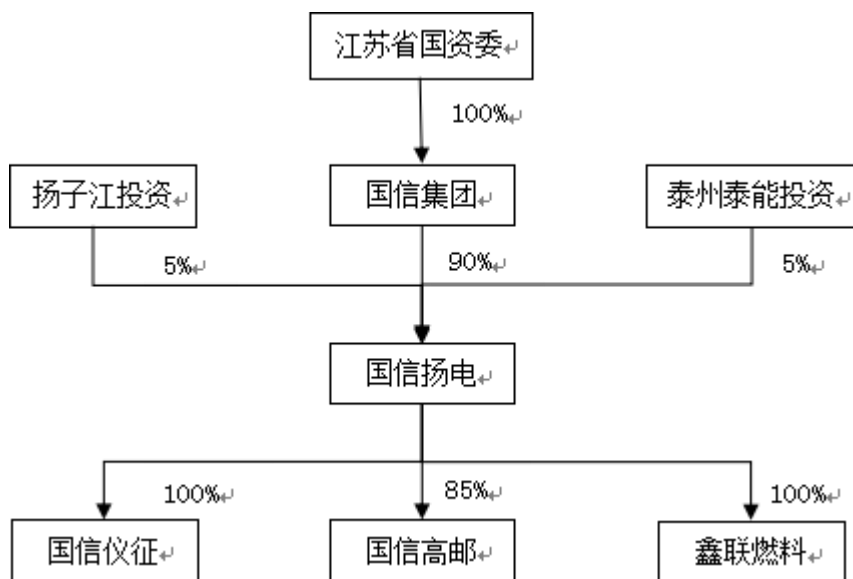 江苏省国资委↵
100%↵
扬子江投资↵
国信集团↵
泰州泰能投资↵
5%↵
90%↵
5%↵
国信扬电↵
100%↵
85%↵
100%↵
国信仪征↵
国信高邮↵
鑫联燃料↵